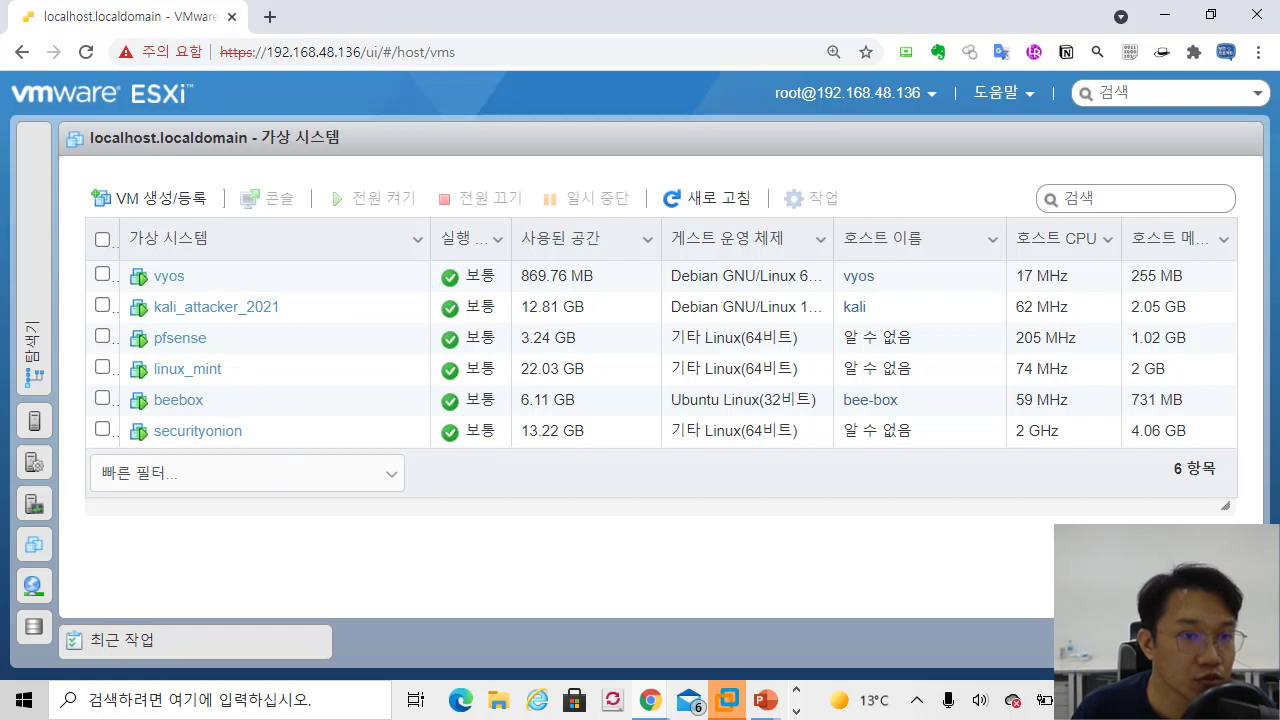 localhost.localdomain - VMware
주의 요함 https://192.168.48.136/ui/#/host/vms
vmware ESXi™ root@192.168.48.136 도움말 검색
localhost.localdomain - 가상 시스템
탐색기
VM 생성/등록 콘솔 전원 켜기 전원 끄기 일시 중단 새로 고침 작업 검색
가상 시스템 실행 ... 사용된 공간 게스트 운영 체제 호스트 이름 호스트 CPU 호스트 메...
vyos 보통 869.76 MB Debian GNU/Linux 6... vyos 17 MHz 255 MB
kali_attacker_2021 보통 12.81 GB Debian GNU/Linux 1... kali 62 MHz 2.05 GB
pfsense 보통 3.24 GB 기타 Linux(64비트) 알 수 없음 205 MHz 1.02 GB
linux_mint 보통 22.03 GB 기타 Linux(64비트) 알 수 없음 74 MHz 2 GB
beebox 보통 6.11 GB Ubuntu Linux(32비트) bee-box 59 MHz 731 MB
securityonion 보통 13.22 GB 기타 Linux(64비트) 알 수 없음 2 GHz 4.06 GB
빠른 필터... 6 항목
최근 작업
검색하려면 여기에 입력하십시오. 6 13°C